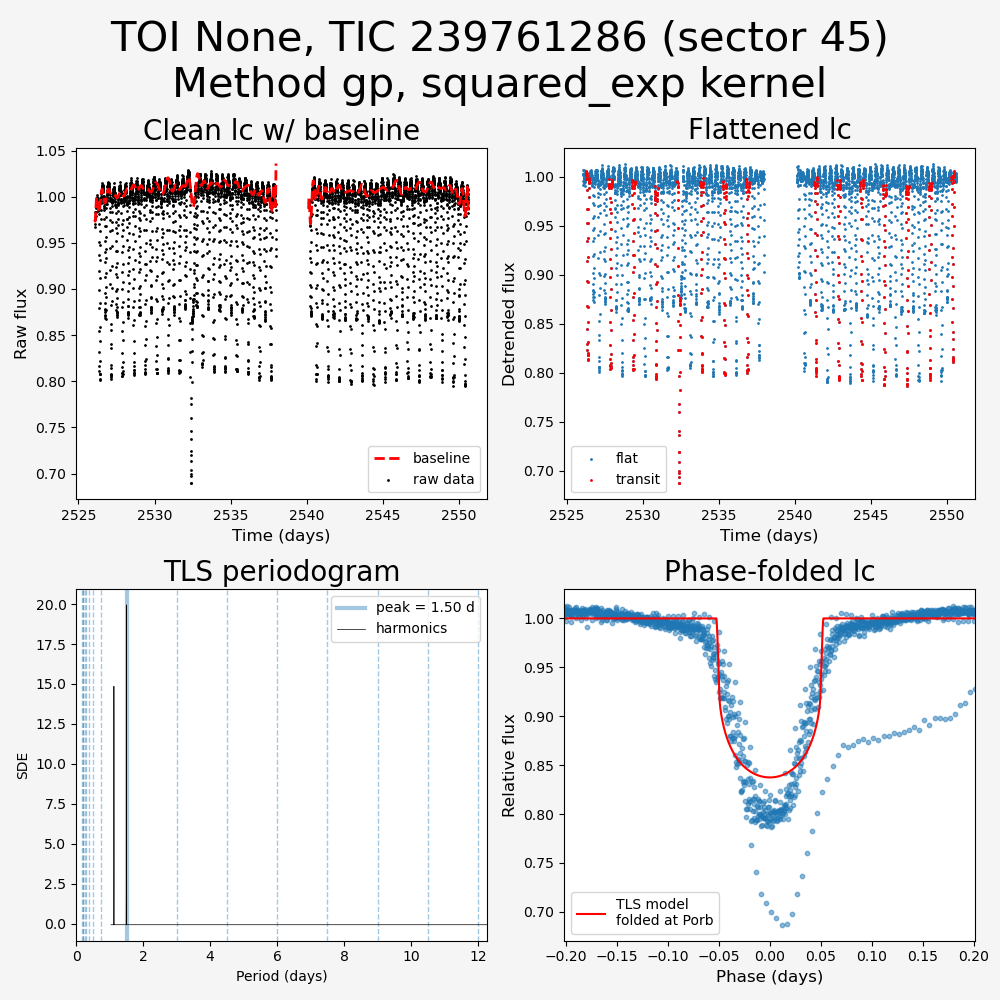 TOI None, TIC 239761286 (sector 45)
Method gp, squared_exp kernel
Clean lc w/ baseline
1.05
1.00
0.95
0.90
0.85
0.80
0.75
0.70
Raw flux
baseline
raw data
2525 2530 2535 2540 2545 2550
Time (days)
Flattened lc
1.00
0.95
0.90
0.85
0.80
0.75
0.70
Detrended flux
flat
transit
2525 2530 2535 2540 2545 2550
Time (days)
TLS periodogram
20.0
17.5
15.0
12.5
10.0
7.5
5.0
2.5
0.0
SDE
peak = 1.50 d
harmonics
0 2 4 6 8 10 12
Period (days)
Phase-folded lc
1.00
0.95
0.90
0.85
0.80
0.75
0.70
Relative flux
TLS model
folded at Porb
−0.20 −0.15 −0.10 −0.05 0.00 0.05 0.10 0.15 0.20
Phase (days)